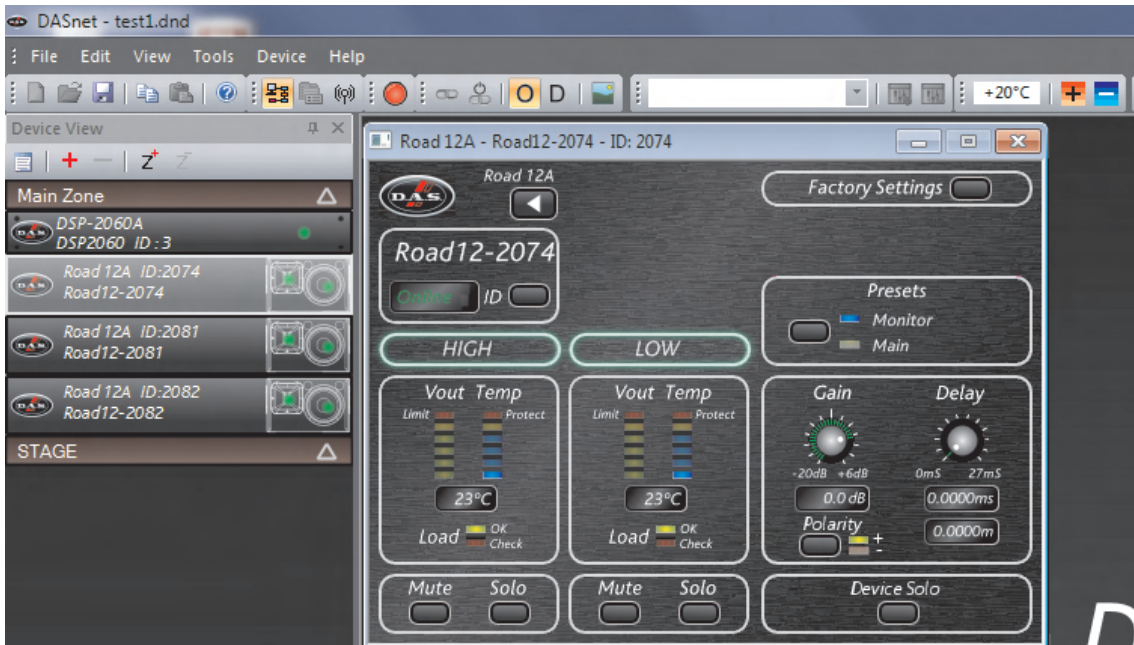 DASnet - test1.dnd
File Edit View Tools Device Help
O D +20°C
Device View
Z+ Z-
Main Zone
D.A.S.
DSP-2060A
DSP2060 ID : 3
D.A.S.
Road 12A ID:2074
Road12-2074
D.A.S.
Road 12A ID:2081
Road12-2081
D.A.S.
Road 12A ID:2082
Road12-2082
STAGE
Road 12A - Road12-2074 - ID: 2074
D.A.S.
Road 12A
Factory Settings
Road12-2074
Online ID
Presets
Monitor
Main
HIGH LOW
Vout Temp
Limit Protect
23°C
Load OK
Check
Vout Temp
Limit Protect
23°C
Load OK
Check
Gain Delay
-20dB +6dB 0mS 27mS
0.0 dB 0.0000ms
Polarity + -
0.0000m
Mute Solo
Mute Solo
Device Solo
D